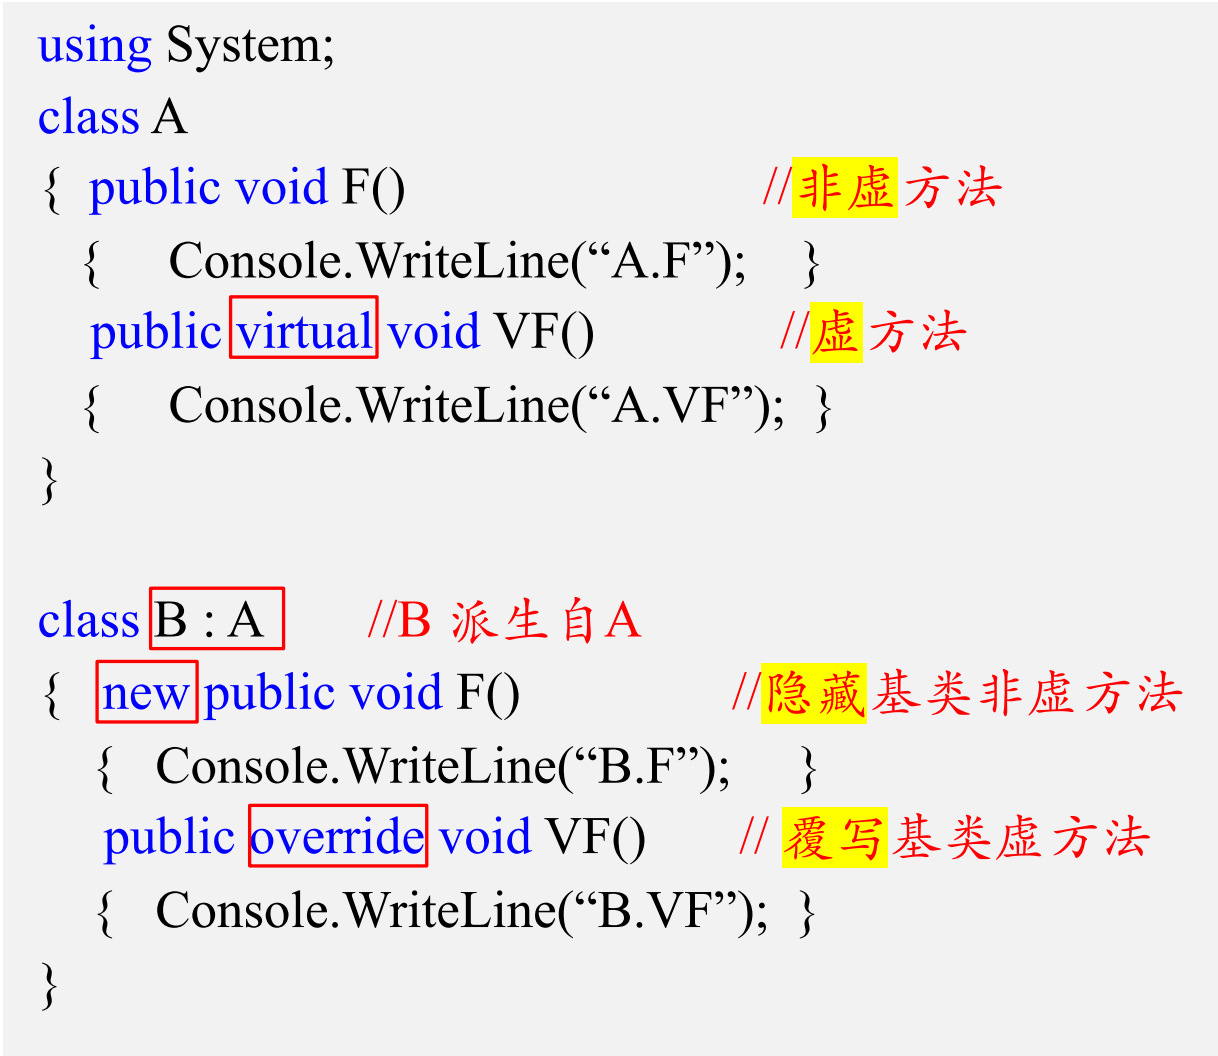 using System;
class A
{ public void F() //非虚方法
{ Console.WriteLine(“A.F”); }
public virtual void VF() //虚方法
{ Console.WriteLine(“A.VF”); }
}
class B : A //B 派生自A
{ new public void F() //隐藏基类非虚方法
{ Console.WriteLine(“B.F”); }
public override void VF() // 覆写基类虚方法
{ Console.WriteLine(“B.VF”); }
}